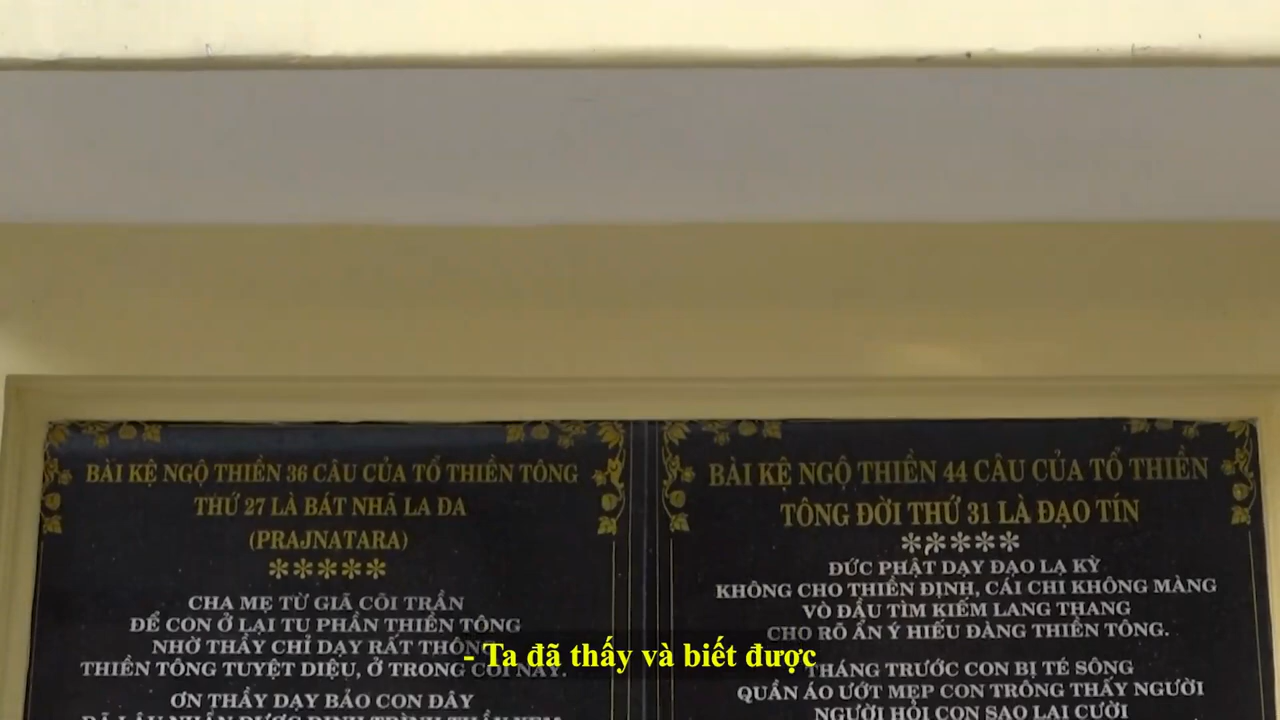 BÀI KỆ NGỘ THIỀN 36 CÂU CỦA TỔ THIỀN TÔNG
THỨ 27 LÀ BÁT NHÃ LA DA
(PRAJNATARA)
CHA MẸ TỪ GIÃ CÕI TRẦN
ĐỂ CON Ở LẠI TU PHẦN THIỀN TÔNG
NHỜ THẦY CHỈ DẠY RẤT THÔNG
THIỀN TÔNG TUYỆT DIỆU, Ở TRONG CÕI NÀY.
ƠN THẦY DẠY BẢO CON ĐÂY
BÀI KỆ NGỘ THIỀN 44 CÂU CỦA TỔ THIỀN
TÔNG ĐỜI THỨ 31 LÀ ĐẠO TÍN
ĐỨC PHẬT DẠY ĐẠO LẠ KỲ
KHÔNG CHO THIỀN ĐỊNH, CÁI CHI KHÔNG MÀNG
VÒ ĐẦU TÌM KIẾM LANG THANG
CHO RÕ ẨN Ý HIẾU ĐÀNG THIỀN TÔNG.
THÁNG TRƯỚC CON BỊ TÉ SÔNG
QUẦN ÁO ƯỚT MẸP CON TRÔNG THẤY NGƯỜI
NGƯỜI HỎI CON SAO LẠI CƯỜI
- Ta đã thấy và biết được